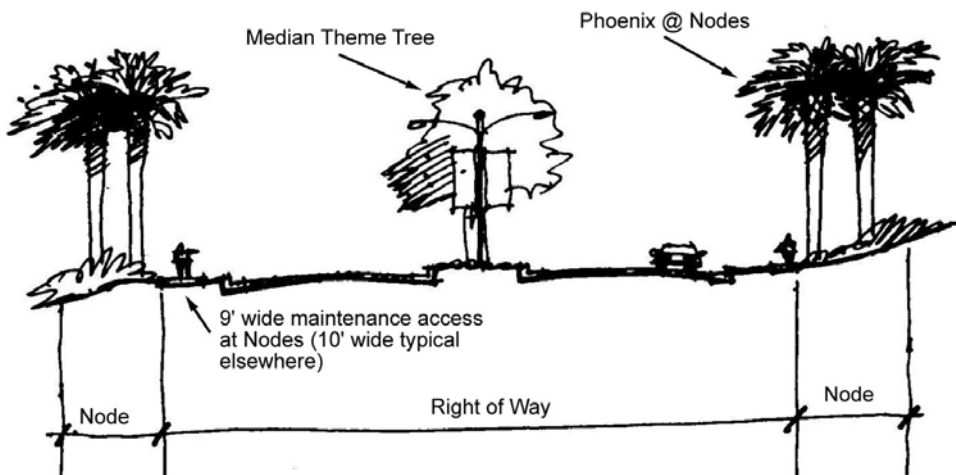 Median Theme Tree
Phoenix @ Nodes
9' wide maintenance access
at Nodes (10' wide typical
elsewhere)
Node
Right of Way
Node